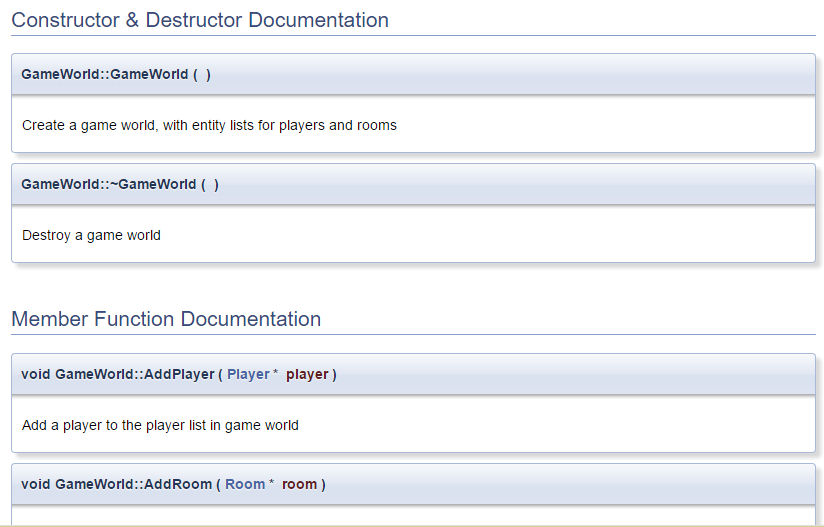 Constructor & Destructor Documentation
GameWorld::GameWorld ( )
Create a game world, with entity lists for players and rooms
GameWorld::~GameWorld ( )
Destroy a game world
Member Function Documentation
void GameWorld::AddPlayer ( Player * player )
Add a player to the player list in game world
void GameWorld::AddRoom ( Room * room )